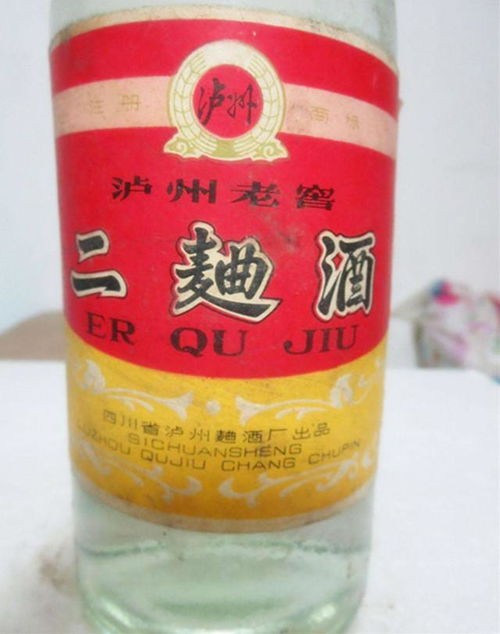 注册 泸州 商标
泸州老窖
二麯酒
ER QU JIU
四川省泸州麯酒厂出品
SICHUANSHENG
LUZHOU QUJIU CHANG CHUPIN